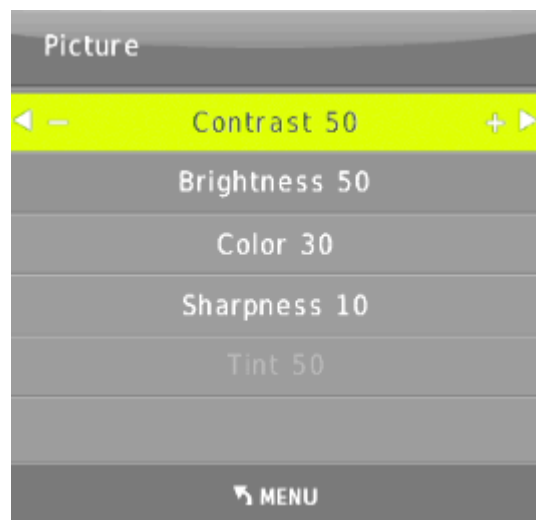 Picture
− Contrast 50 +
Brightness 50
Color 30
Sharpness 10
Tint 50
MENU